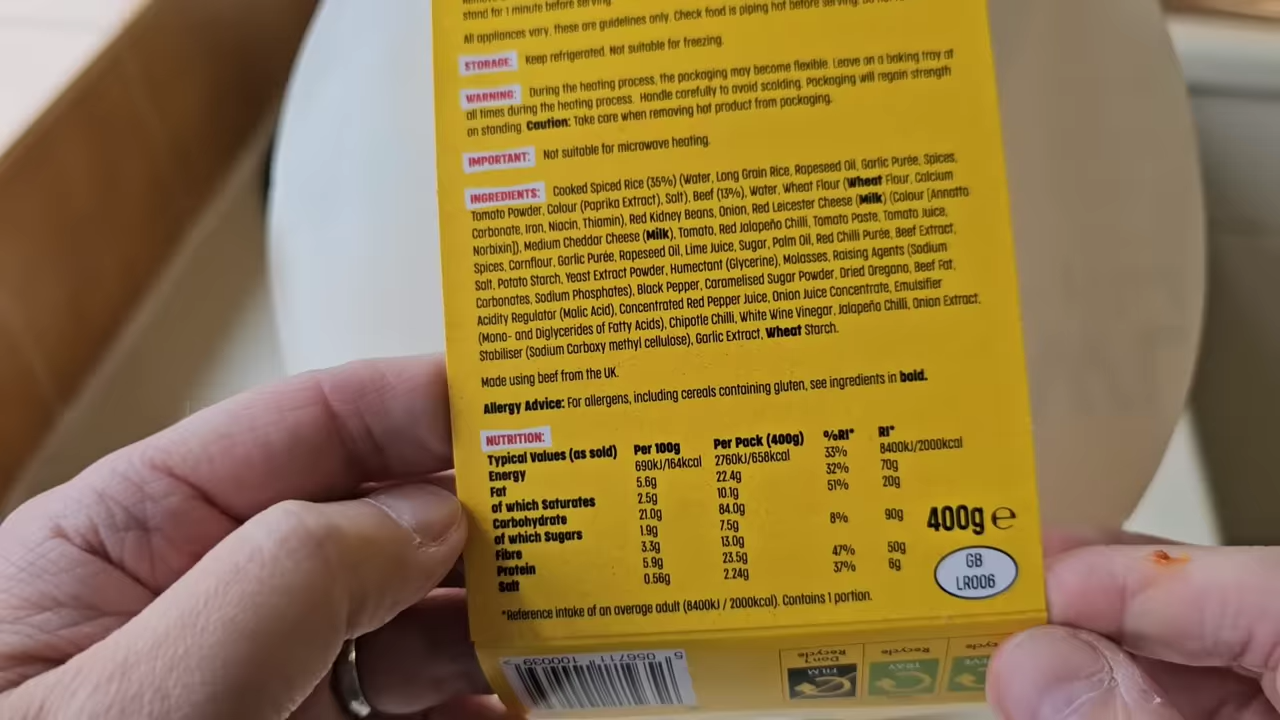 stand for 1 minute before serving.
All appliances vary, these are guidelines only. Check food is piping hot before serving. Do not
STORAGE: Keep refrigerated. Not suitable for freezing.
WARNING: During the heating process, the packaging may become flexible. Leave on a baking tray at
all times during the heating process. Handle carefully to avoid scalding. Packaging will regain strength
on standing Caution: Take care when removing hot product from packaging.
IMPORTANT: Not suitable for microwave heating.
INGREDIENTS: Cooked Spiced Rice (35%) (Water, Long Grain Rice, Rapeseed Oil, Garlic Purée, Spices,
Tomato Powder, Colour (Paprika Extract), Salt), Beef (13%), Water, Wheat Flour (Wheat Flour, Calcium
Carbonate, Iron, Niacin, Thiamin), Red Kidney Beans, Onion, Red Leicester Cheese (Milk) (Colour [Annatto
Norbixin]), Medium Cheddar Cheese (Milk), Tomato, Red Jalapeño Chilli, Tomato Paste, Tomato Juice,
Spices, Cornflour, Garlic Purée, Rapeseed Oil, Lime Juice, Sugar, Palm Oil, Red Chilli Purée, Beef Extract,
Salt, Potato Starch, Yeast Extract Powder, Humectant (Glycerine), Molasses, Raising Agents (Sodium
Carbonates, Sodium Phosphates), Black Pepper, Caramelised Sugar Powder, Dried Oregano, Beef Fat,
Acidity Regulator (Malic Acid), Concentrated Red Pepper Juice, Onion Juice Concentrate, Emulsifier
(Mono- and Diglycerides of Fatty Acids), Chipotle Chilli, White Wine Vinegar, Jalapeño Chilli, Onion Extract,
Stabiliser (Sodium Carboxy methyl cellulose), Garlic Extract, Wheat Starch.
Made using beef from the UK.
Allergy Advice: For allergens, including cereals containing gluten, see ingredients in bold.
NUTRITION:
Typical Values (as sold) Per 100g Per Pack (400g) %RI* RI*
Energy 690kJ/164kcal 2760kJ/658kcal 33% 8400kJ/2000kcal
Fat 5.6g 22.4g 32% 70g
of which Saturates 2.5g 10.1g 51% 20g
Carbohydrate 21.0g 84.0g
of which Sugars 1.9g 7.5g 8% 90g
Fibre 3.3g 13.0g
Protein 5.9g 23.5g 47% 50g
Salt 0.56g 2.24g 37% 6g
400g e
GB
LR006
*Reference intake of an average adult (8400kJ / 2000kcal). Contains 1 portion.
5 056711 100039 >
FILM
Don't Recycle
TRAY
Recycle